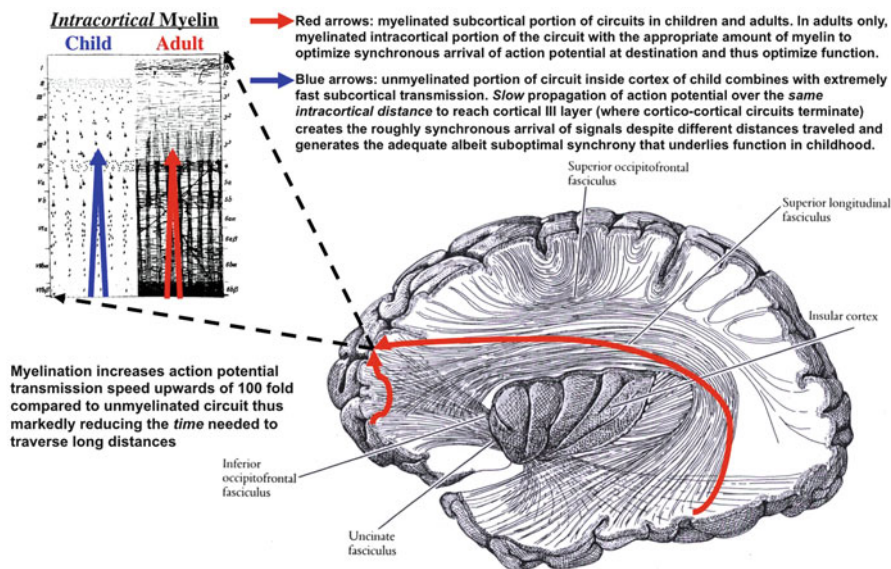 Intracortical Myelin
Child Adult
Red arrows: myelinated subcortical portion of circuits in children and adults. In adults only,
myelinated intracortical portion of the circuit with the appropriate amount of myelin to
optimize synchronous arrival of action potential at destination and thus optimize function.
Blue arrows: unmyelinated portion of circuit inside cortex of child combines with extremely
fast subcortical transmission. Slow propagation of action potential over the same
intracortical distance to reach cortical III layer (where cortico-cortical circuits terminate)
creates the roughly synchronous arrival of signals despite different distances traveled and
generates the adequate albeit suboptimal synchrony that underlies function in childhood.
Superior occipitofrontal
fasciculus
Superior longitudinal
fasciculus
Insular cortex
Myelination increases action potential
transmission speed upwards of 100 fold
compared to unmyelinated circuit thus
markedly reducing the time needed to
traverse long distances
Inferior
occipitofrontal
fasciculus
Uncinate
fasciculus